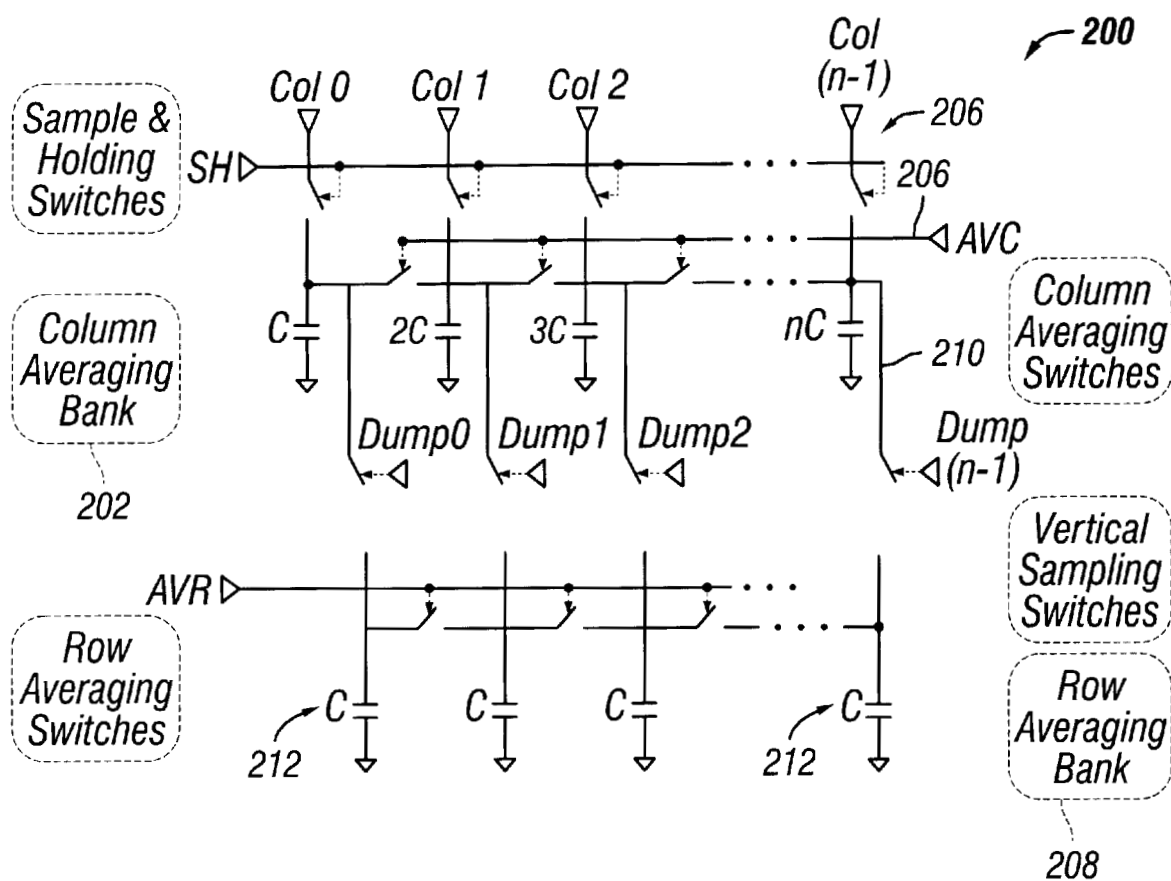 200
Col
(n-1)
Col 0
Col 1
Col 2
206
Sample &
Holding
Switches
SH
206
AVC
Column
Averaging
Switches
Column
Averaging
Bank
202
C
2C
3C
nC
210
Dump0
Dump1
Dump2
Dump
(n-1)
Vertical
Sampling
Switches
AVR
Row
Averaging
Switches
C
C
C
C
212
212
Row
Averaging
Bank
208